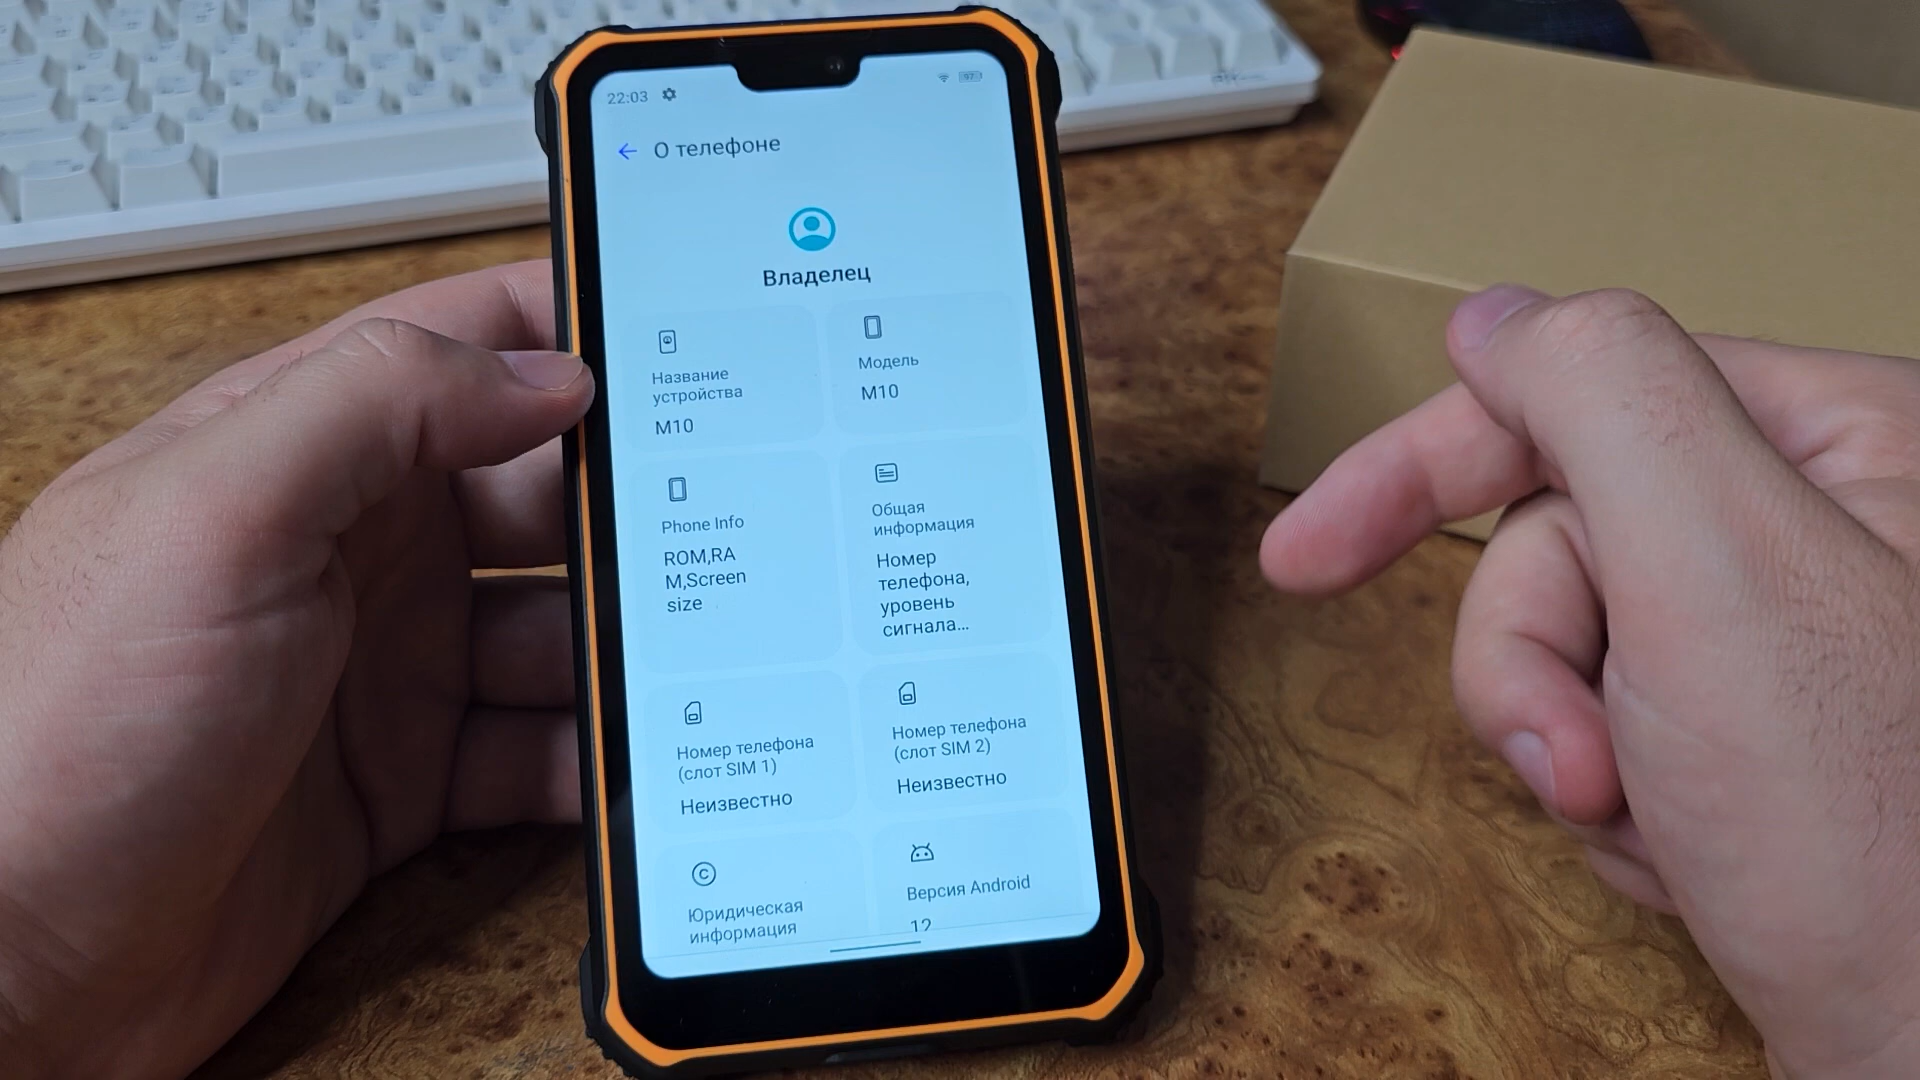 22:03
97
О телефоне
Владелец
Название
устройства
M10
Модель
M10
Phone Info
ROM,RA
M,Screen
size
Общая
информация
Номер
телефона,
уровень
сигнала...
Номер телефона
(слот SIM 1)
Неизвестно
Номер телефона
(слот SIM 2)
Неизвестно
Юридическая
информация
Версия Android
12